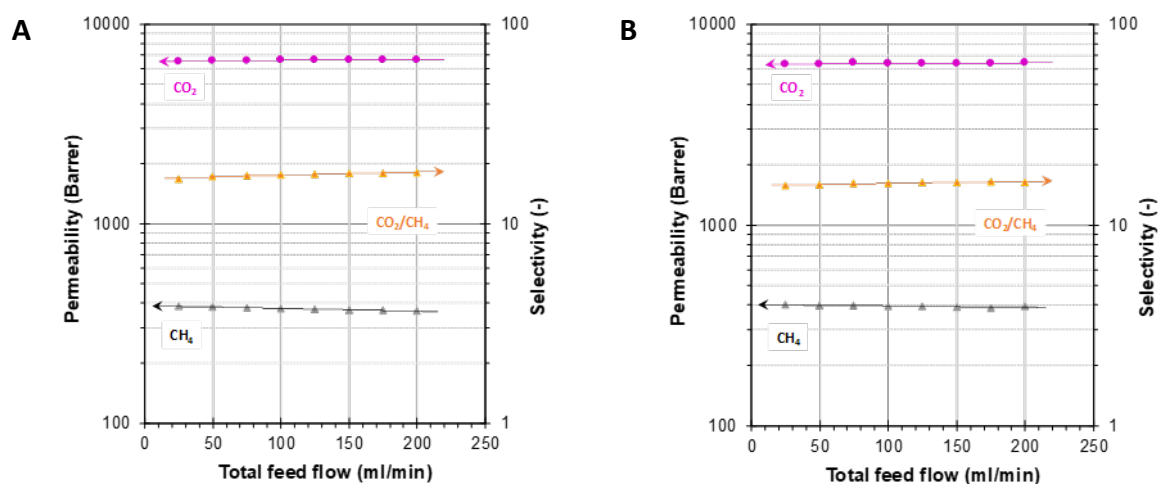 A
Permeability (Barrer)
10000
1000
100
CO₂
CO₂/CH₄
CH₄
100
10
1
Selectivity (-)
0 50 100 150 200 250
Total feed flow (ml/min)
B
Permeability (Barrer)
10000
1000
100
CO₂
CO₂/CH₄
CH₄
100
10
1
Selectivity (-)
0 50 100 150 200 250
Total feed flow (ml/min)